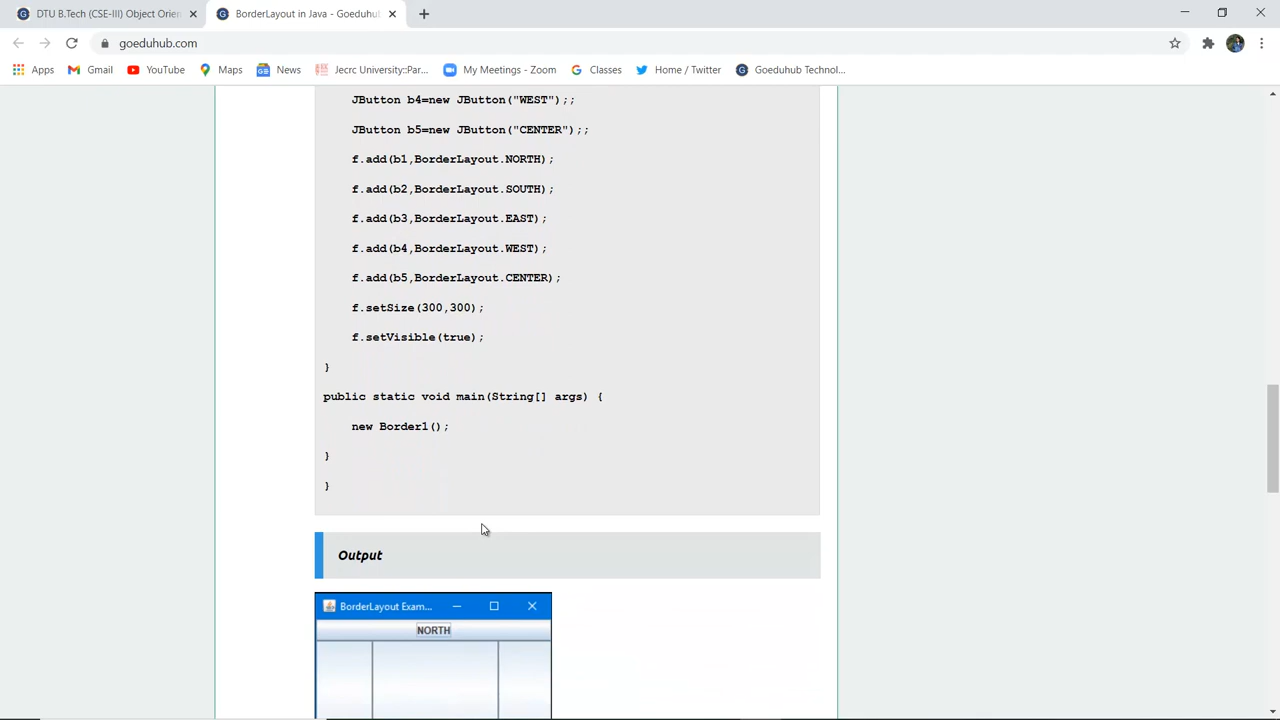 DTU B.Tech (CSE-III) Object Orien
BorderLayout in Java - Goeduhu
goeduhub.com
Apps
Gmail
YouTube
Maps
News
Jecrc University::Par...
My Meetings - Zoom
Classes
Home / Twitter
Goeduhub Technol...
JButton b4=new JButton("WEST");;
JButton b5=new JButton("CENTER");;
f.add(b1,BorderLayout.NORTH);
f.add(b2,BorderLayout.SOUTH);
f.add(b3,BorderLayout.EAST);
f.add(b4,BorderLayout.WEST);
f.add(b5,BorderLayout.CENTER);
f.setSize(300,300);
f.setVisible(true);
}
public static void main(String[] args) {
new Border1();
}
}
Output
BorderLayout Exam...
NORTH